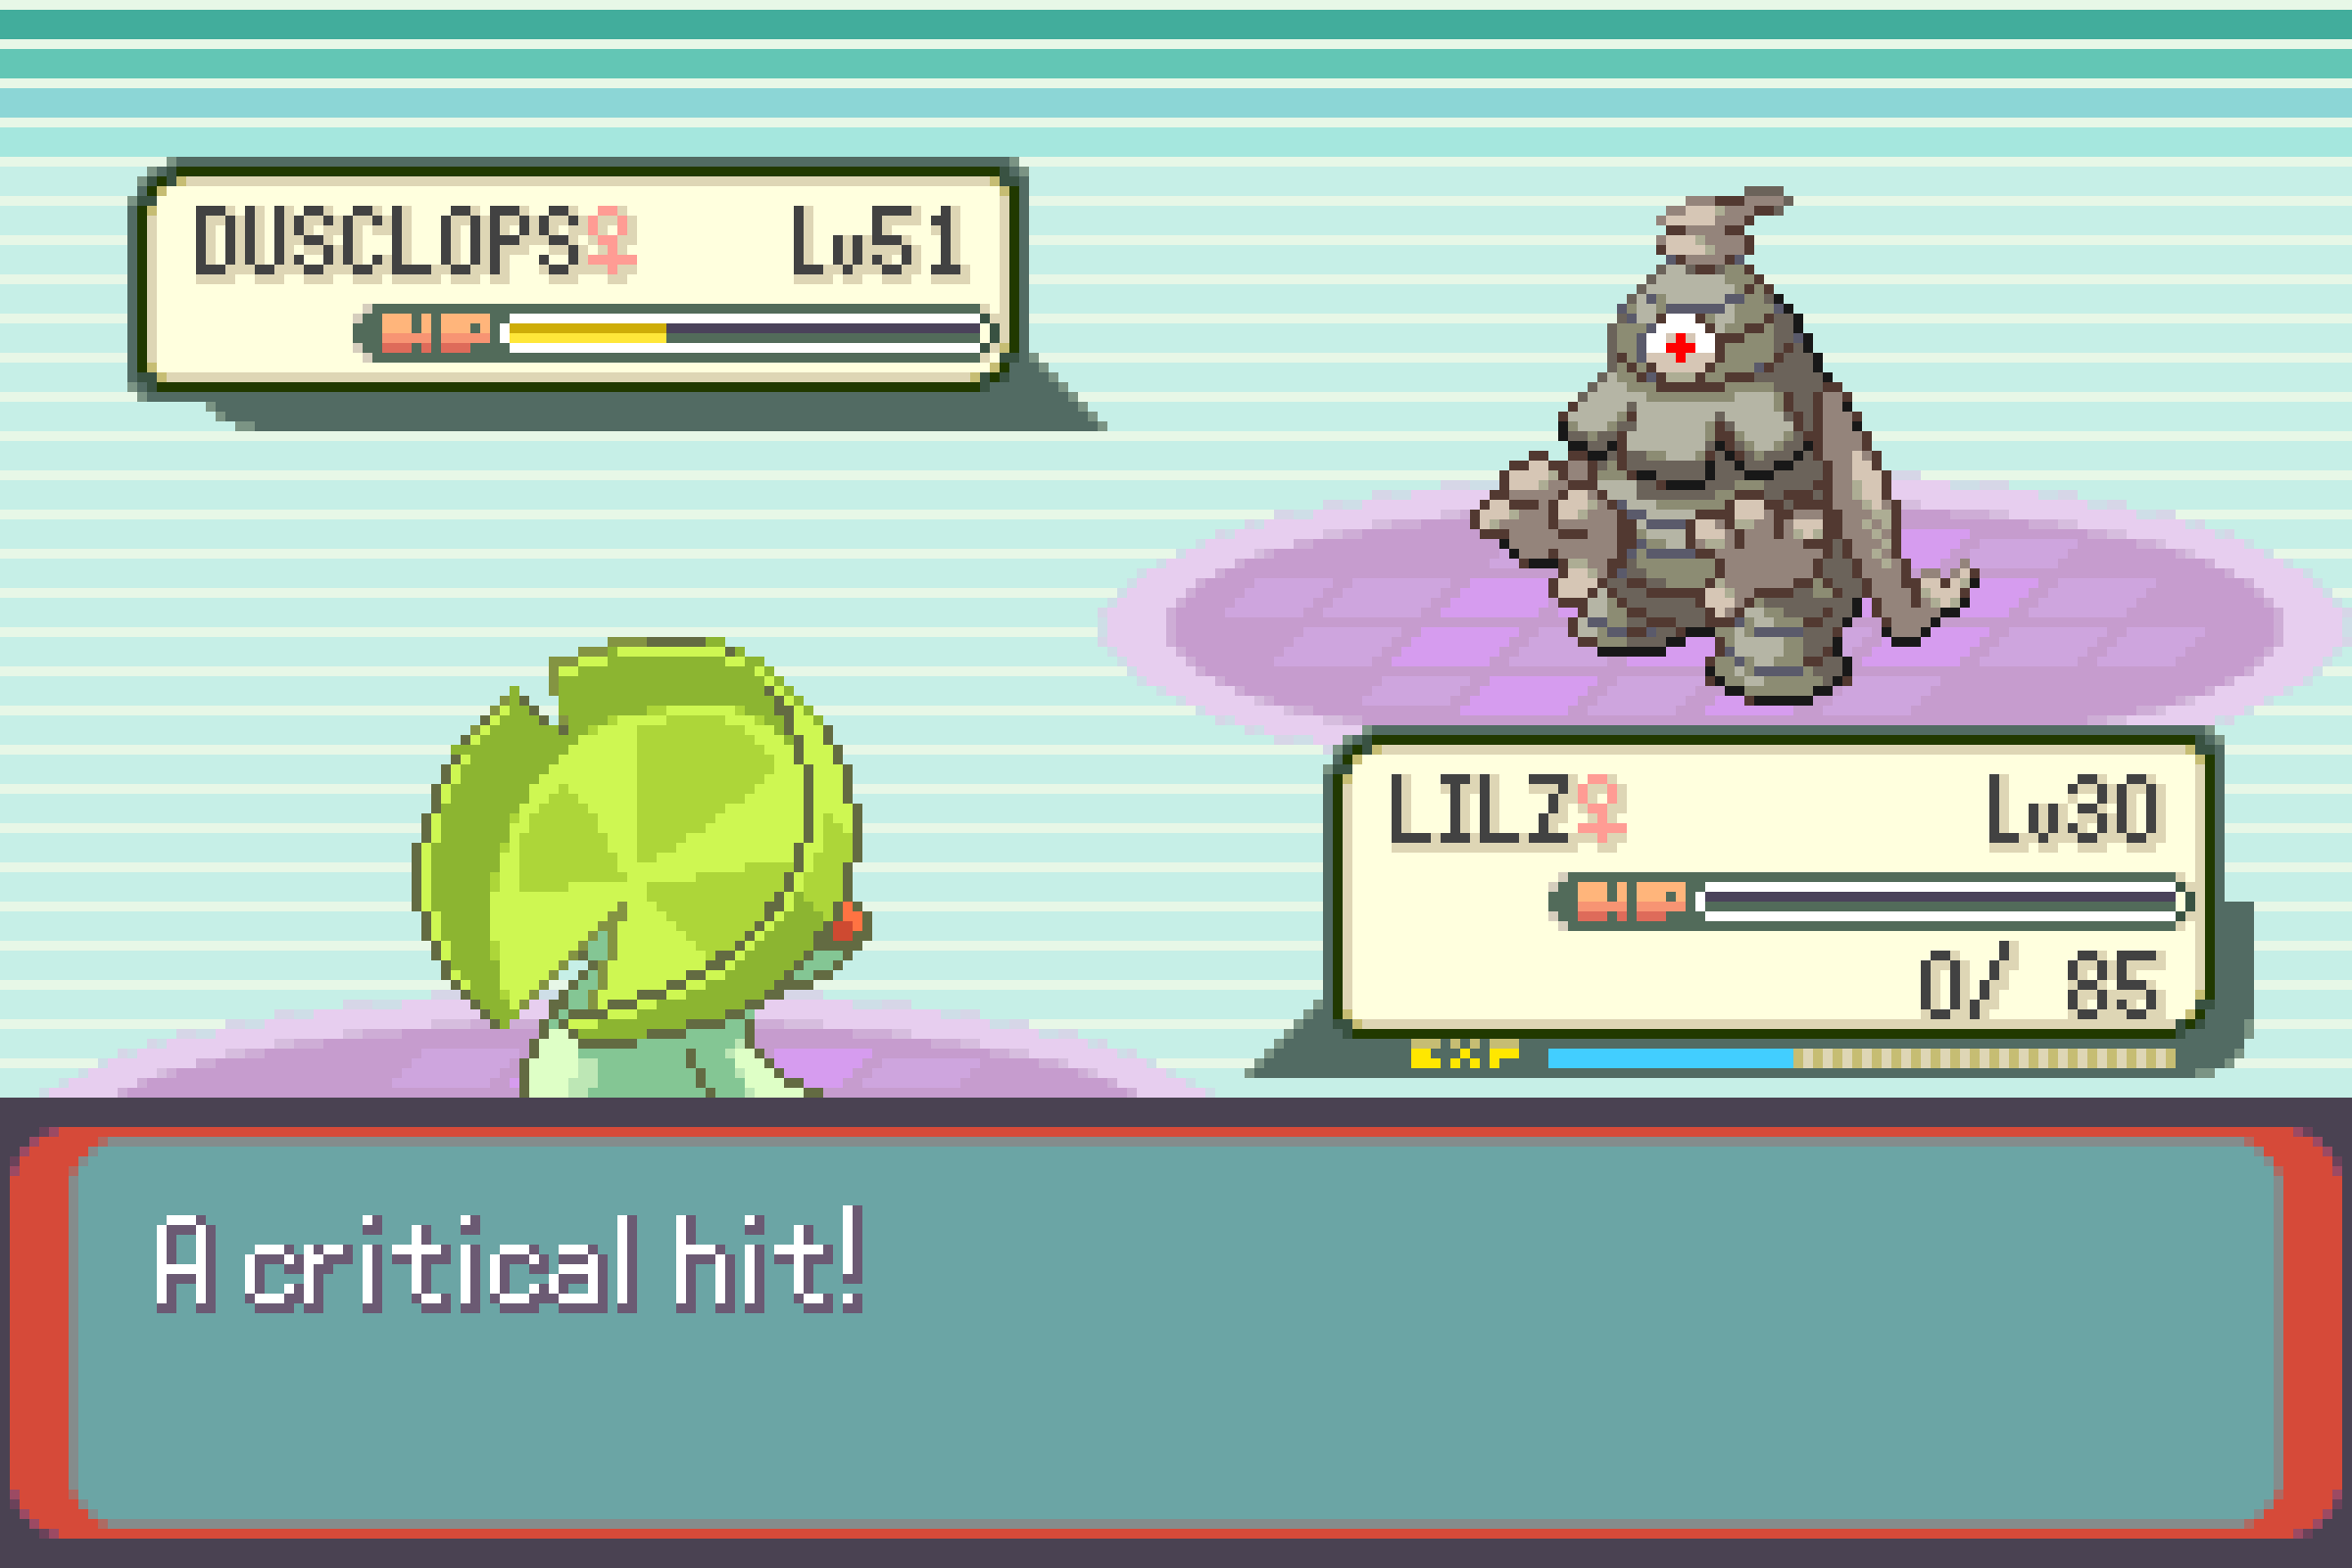 DUSCLOPS♀ Lv51
HP
LILZ♀ Lv30
HP
0/ 85
EXP
A critical hit!